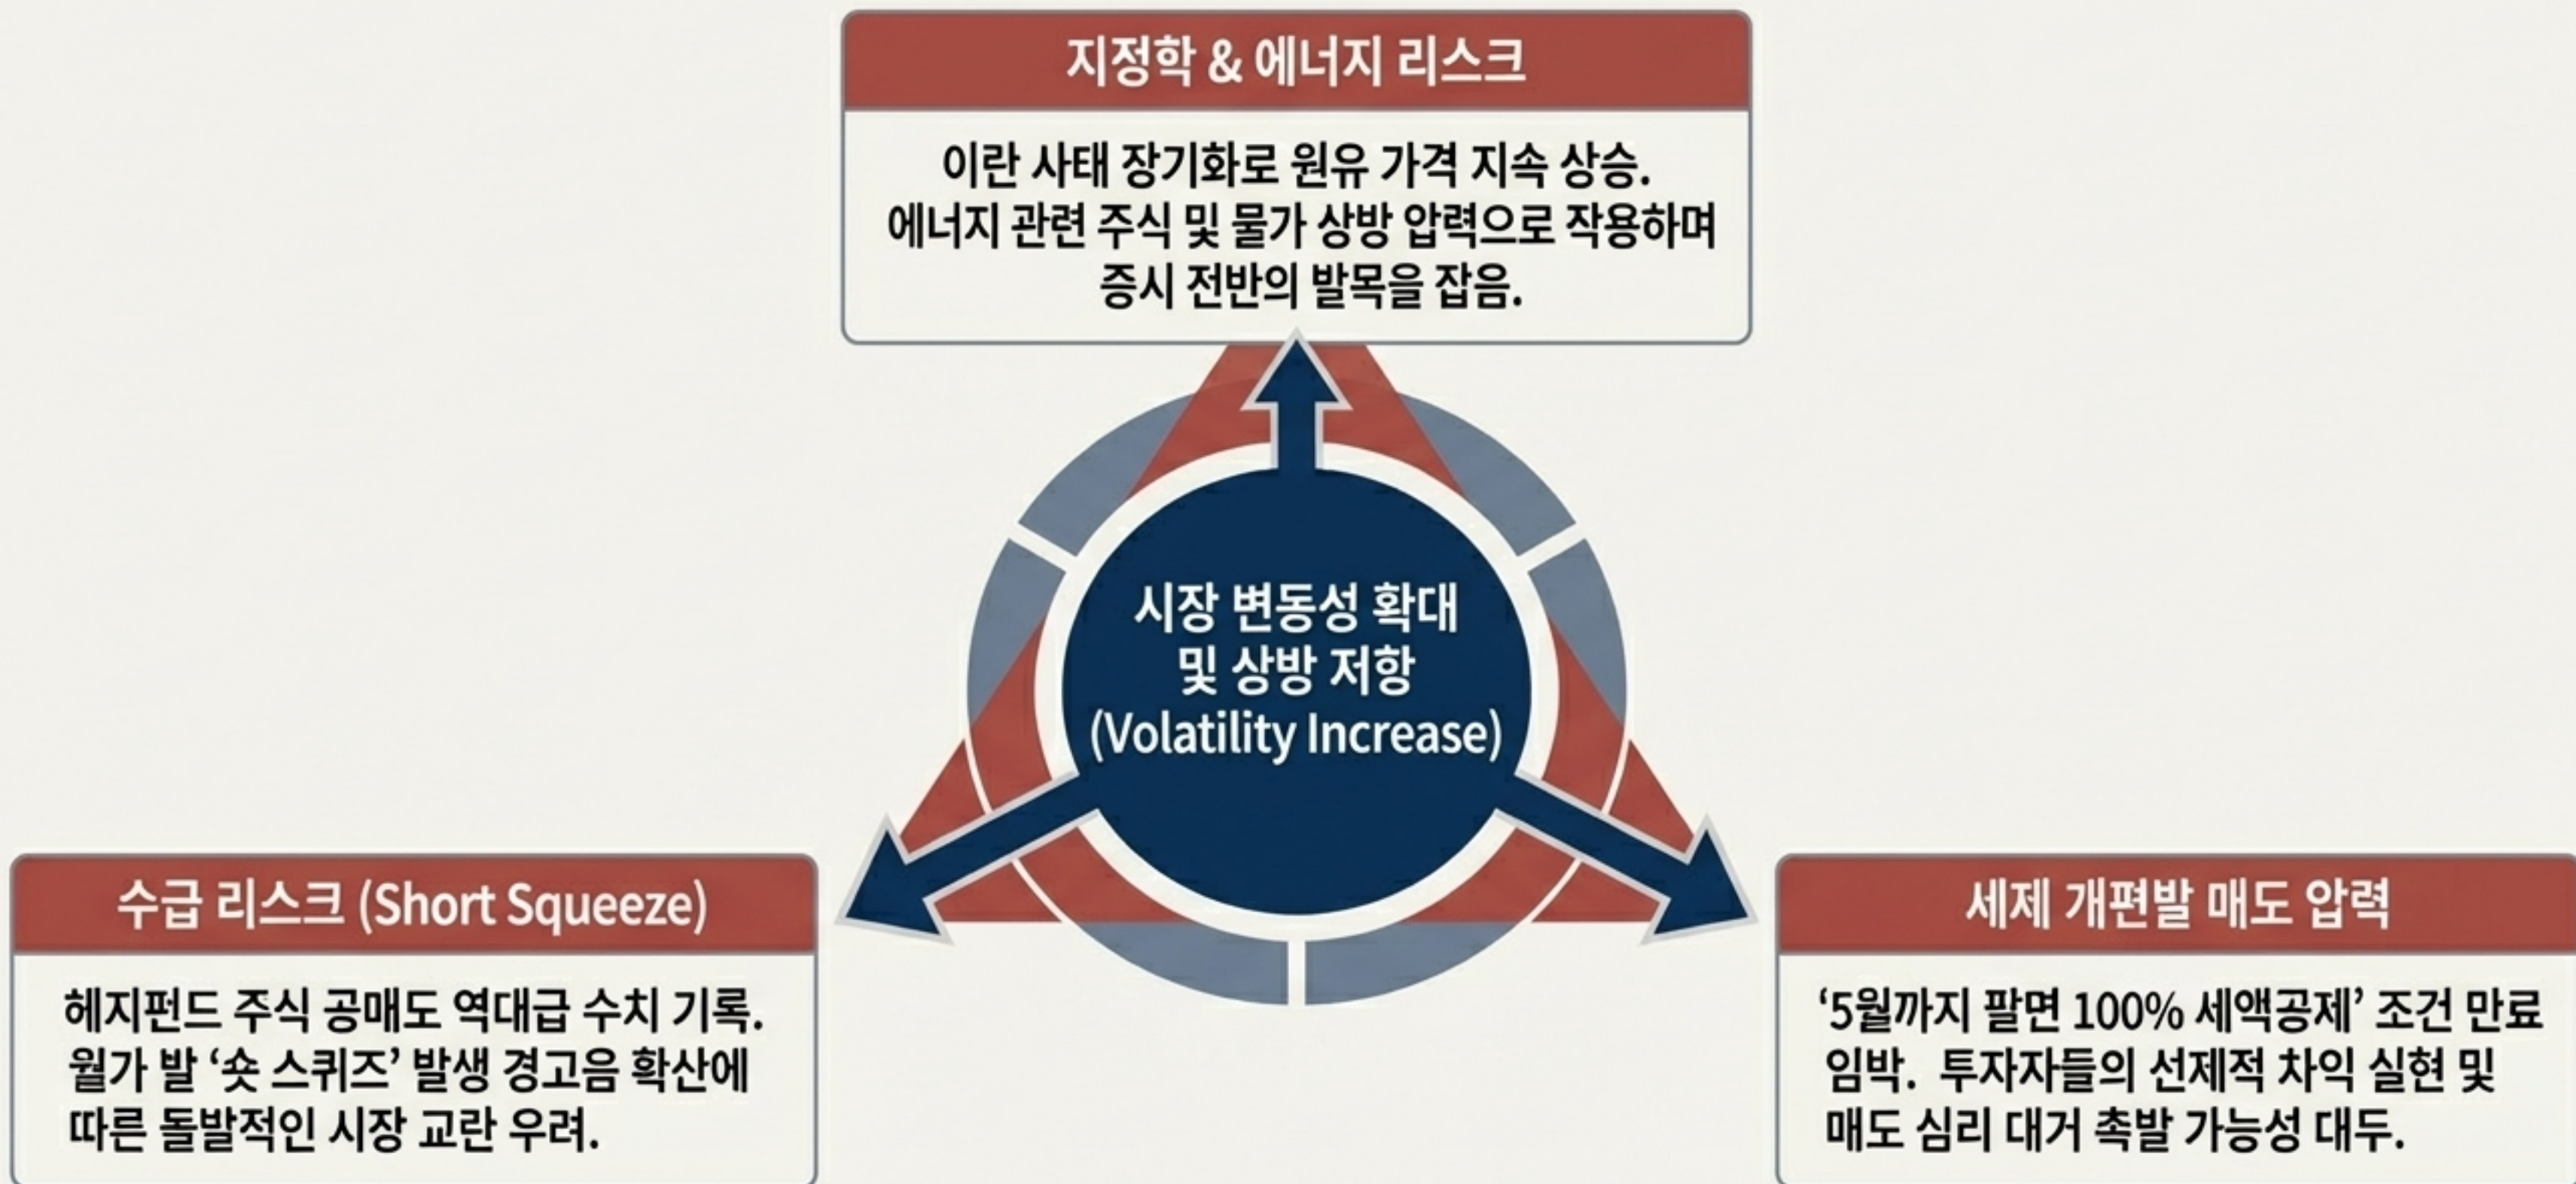 지정학 & 에너지 리스크
이란 사태 장기화로 원유 가격 지속 상승.
에너지 관련 주식 및 물가 상방 압력으로 작용하며
증시 전반의 발목을 잡음.
시장 변동성 확대
및 상방 저항
(Volatility Increase)
수급 리스크 (Short Squeeze)
헤지펀드 주식 공매도 역대급 수치 기록.
월가 발 ‘숏 스퀴즈’ 발생 경고음 확산에
따른 돌발적인 시장 교란 우려.
세제 개편발 매도 압력
‘5월까지 팔면 100% 세액공제’ 조건 만료
임박. 투자자들의 선제적 차익 실현 및
매도 심리 대거 촉발 가능성 대두.